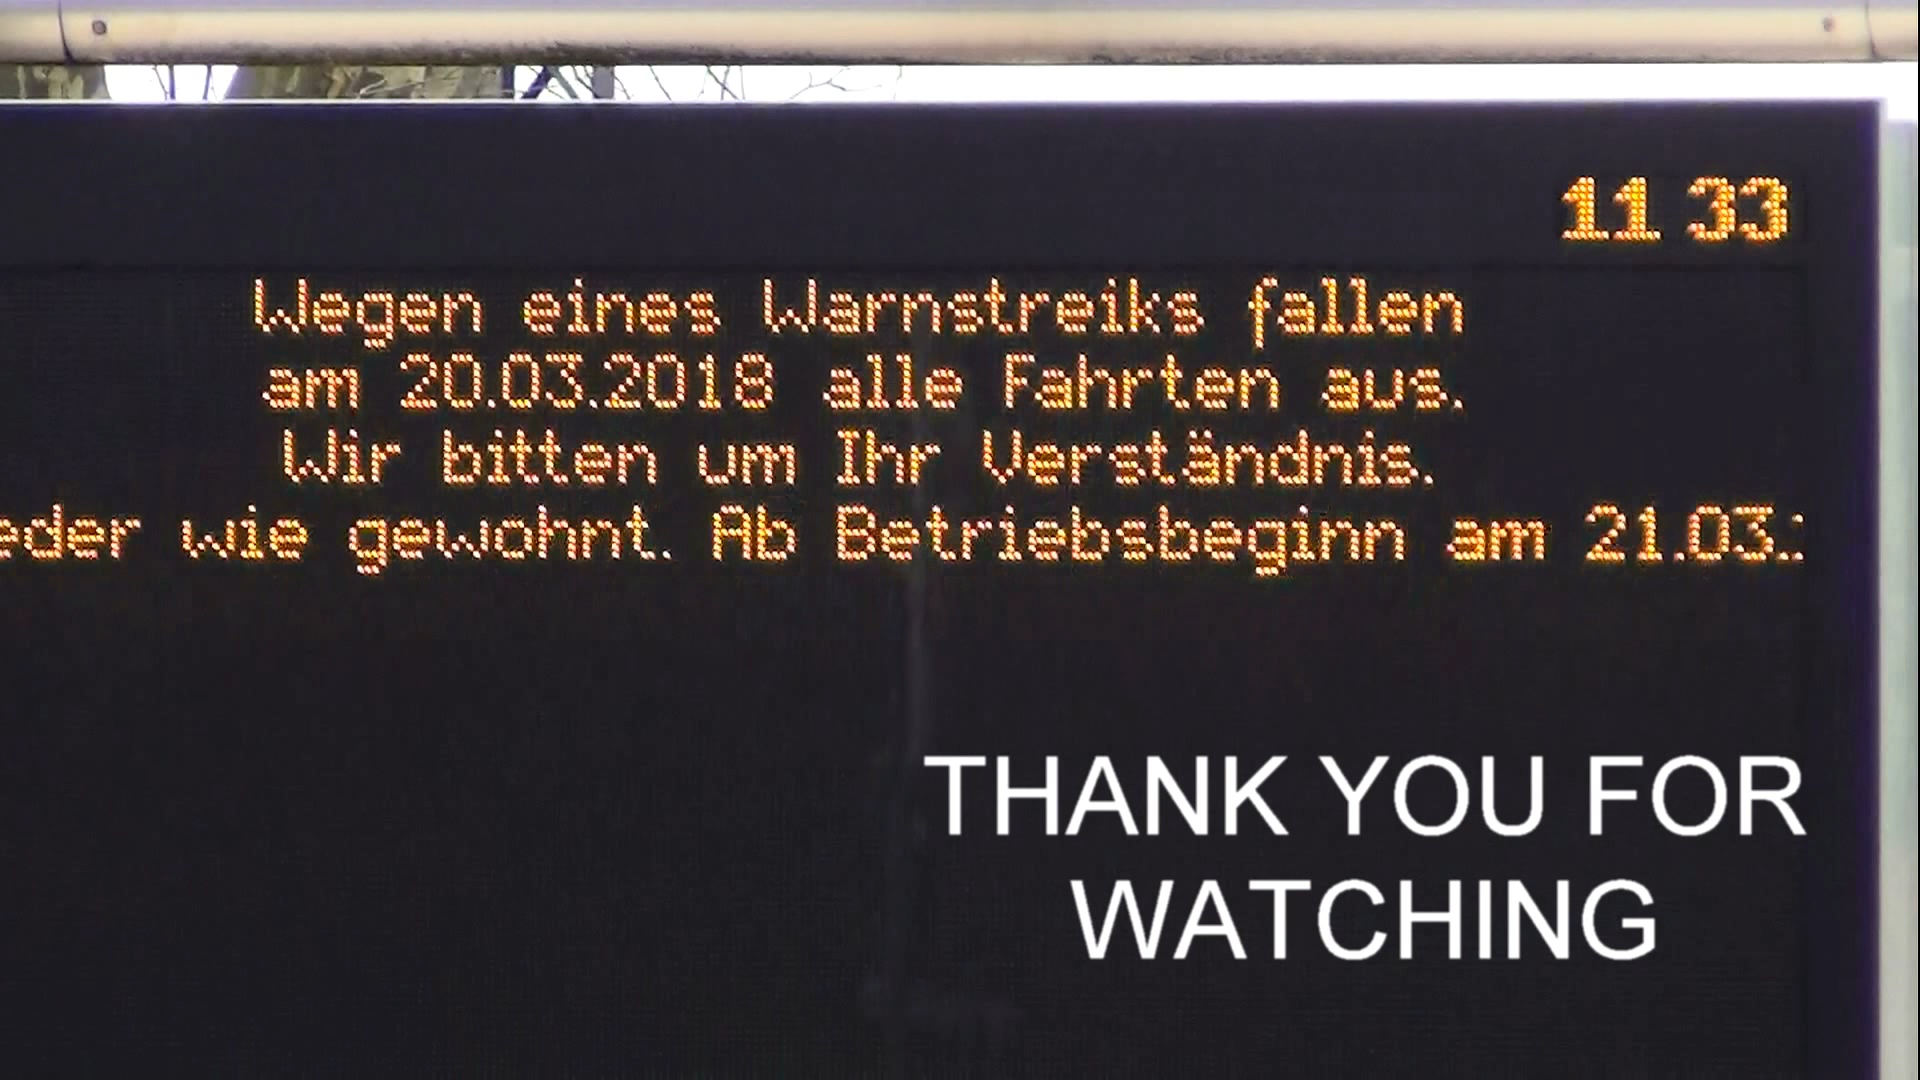 11 33
Wegen eines Warnstreiks fallen
am 20.03.2018 alle Fahrten aus.
Wir bitten um Ihr Verständnis.
eder wie gewohnt. Ab Betriebsbeginn am 21.03.
THANK YOU FOR
WATCHING